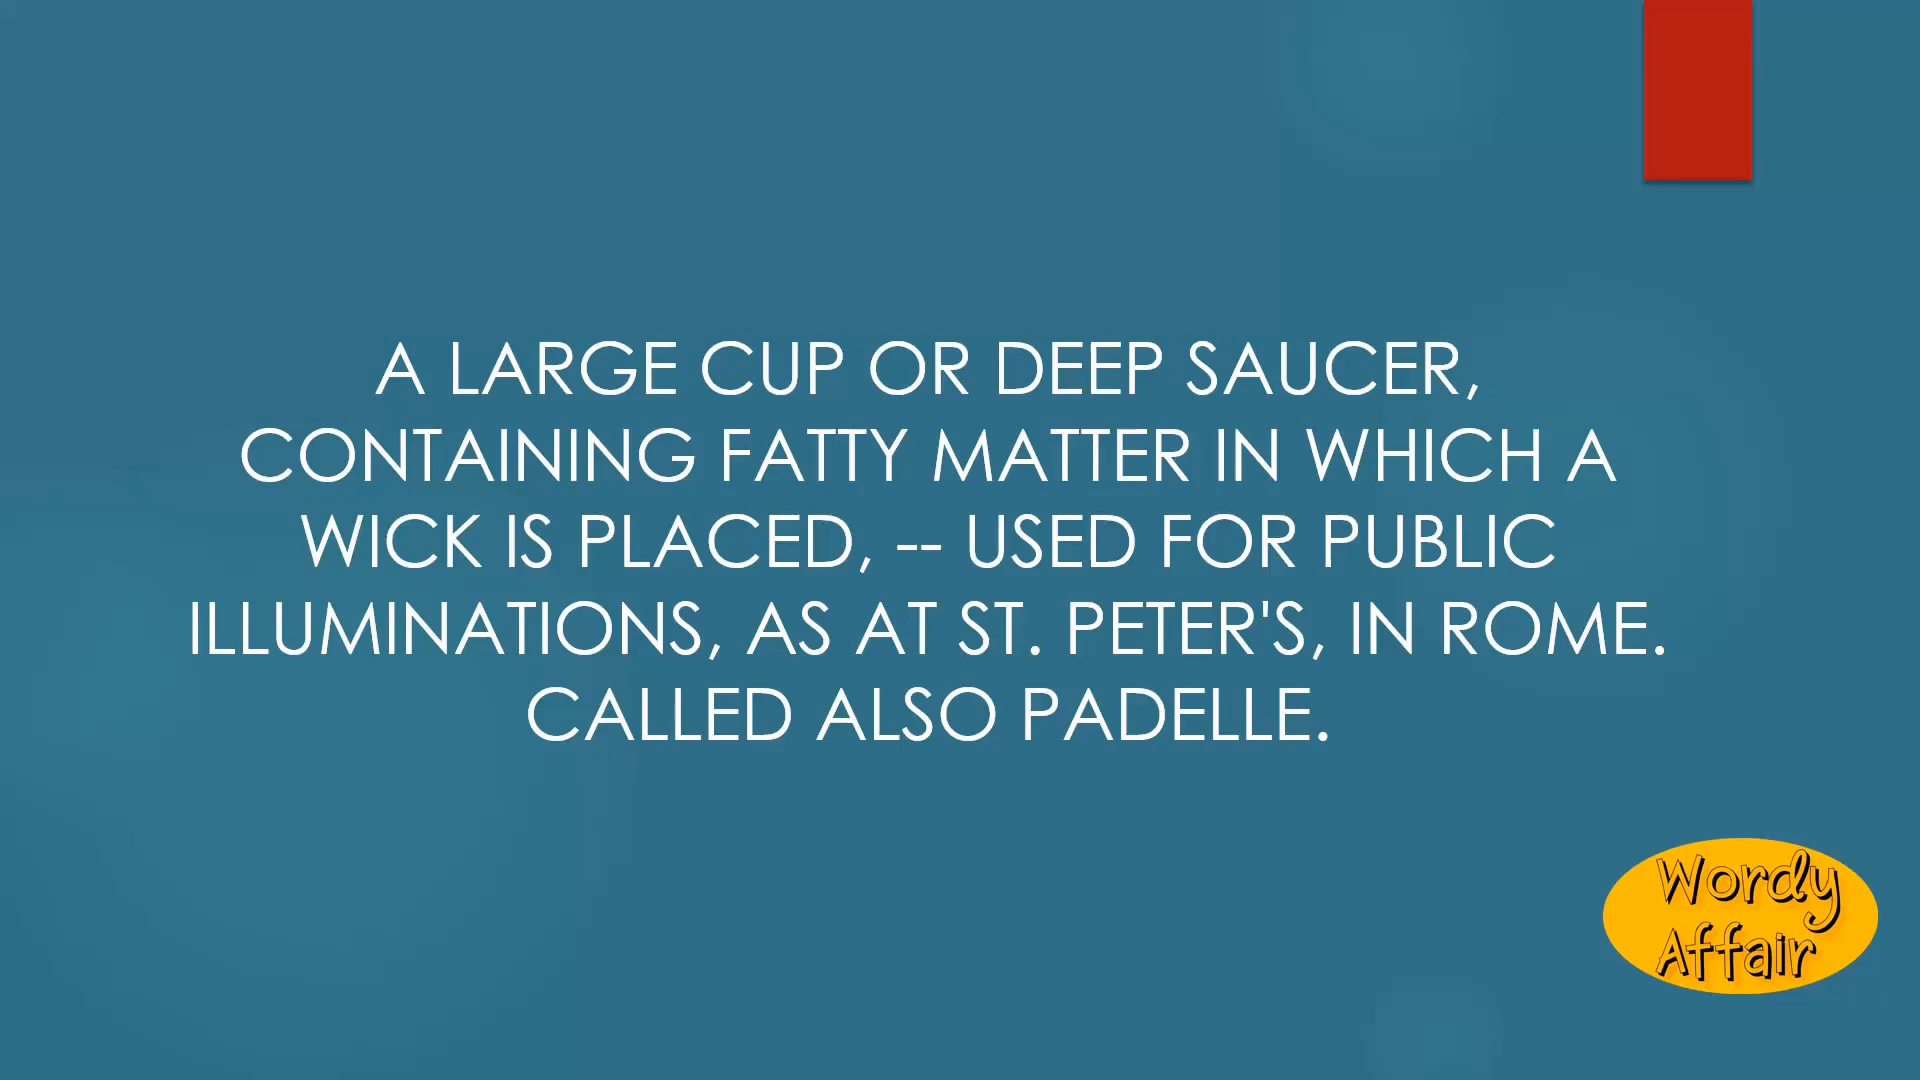 A LARGE CUP OR DEEP SAUCER,
CONTAINING FATTY MATTER IN WHICH A
WICK IS PLACED, -- USED FOR PUBLIC
ILLUMINATIONS, AS AT ST. PETER'S, IN ROME.
CALLED ALSO PADELLE.
Wordy
Affair